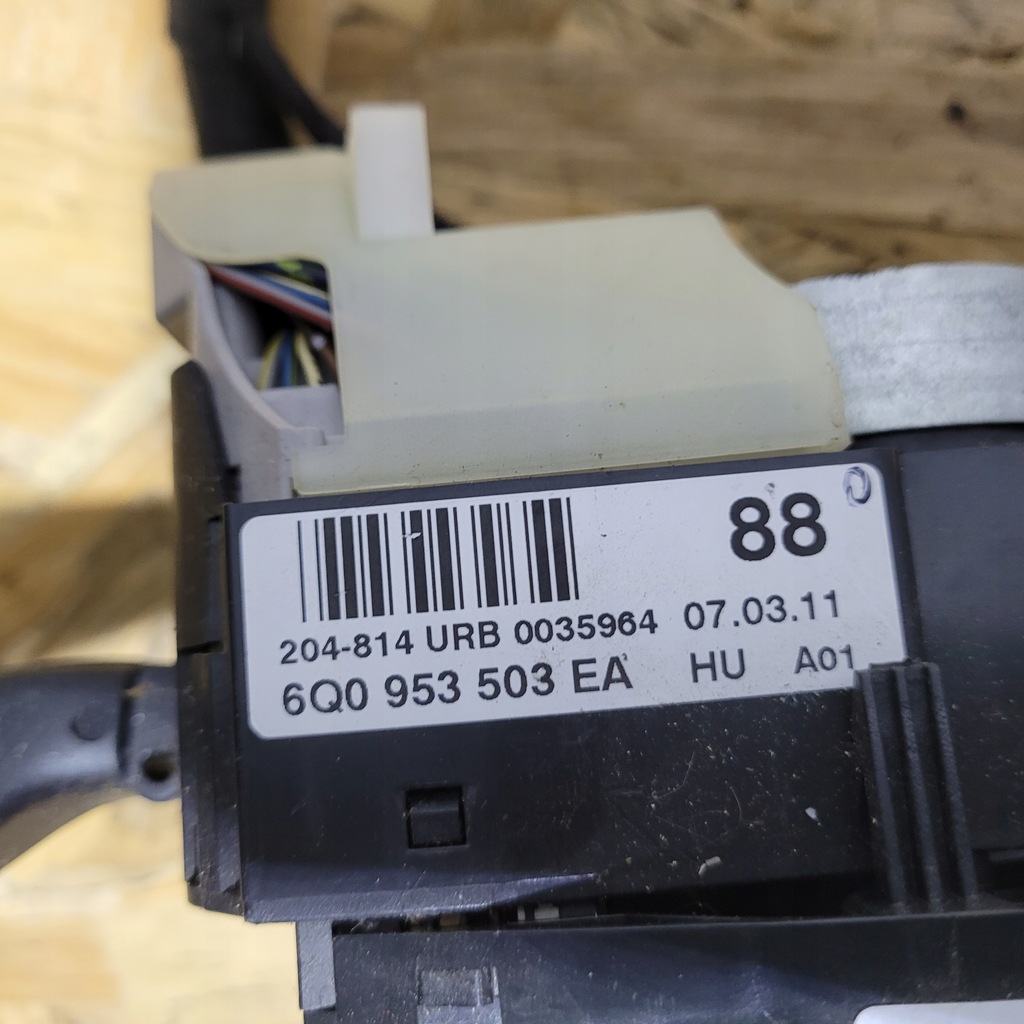 88
204-814 URB 0035964 07.03.11
6Q0 953 503 EA HU A01